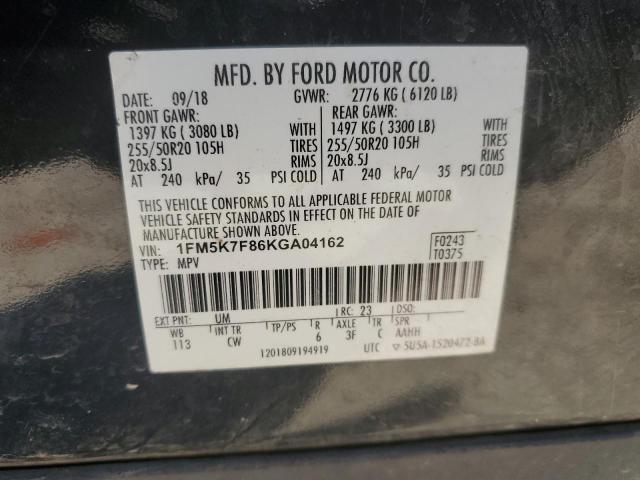 MFD. BY FORD MOTOR CO.
DATE: 09/18 GVWR: 2776 KG ( 6120 LB)
FRONT GAWR: REAR GAWR:
1397 KG ( 3080 LB) WITH 1497 KG ( 3300 LB) WITH
255/50R20 105H TIRES 255/50R20 105H TIRES
20x8.5J RIMS 20x8.5J RIMS
AT 240 kPa/ 35 PSI COLD AT 240 kPa/ 35 PSI COLD
THIS VEHICLE CONFORMS TO ALL APPLICABLE FEDERAL MOTOR
VEHICLE SAFETY STANDARDS IN EFFECT ON THE DATE OF
MANUFACTURE SHOWN ABOVE.
VIN: 1FM5K7F86KGA04162 F0243
TYPE: MPV T0375
EXT PNT: UM RC: 23 DSO:
WB INT TR TP/PS R AXLE TR SPR
113 CW 6 3F C AAHH
1201809194919 UTC ▽ 5U5A-1520472-BA